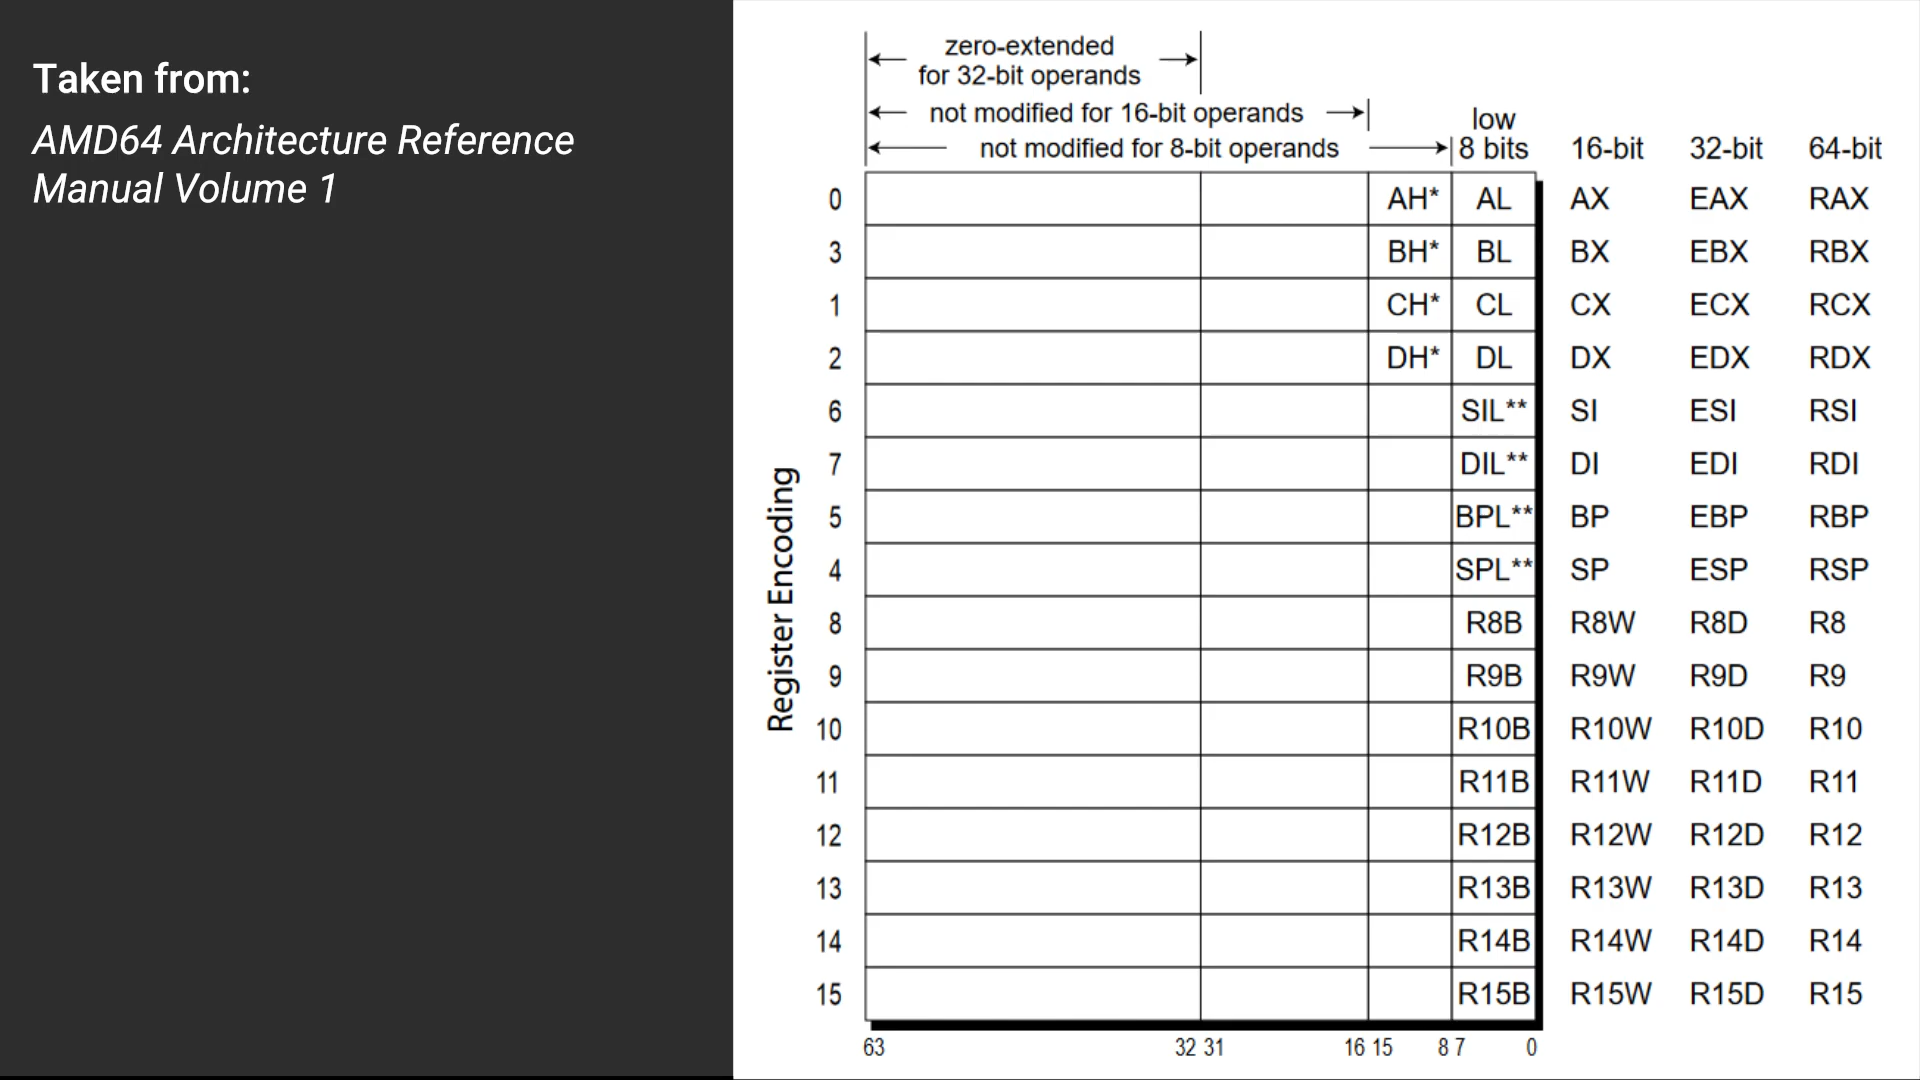 Taken from:
AMD64 Architecture Reference
Manual Volume 1
zero-extended
for 32-bit operands
not modified for 16-bit operands
low
not modified for 8-bit operands 8 bits 16-bit 32-bit 64-bit
0 AH* AL AX EAX RAX
3 BH* BL BX EBX RBX
1 CH* CL CX ECX RCX
2 DH* DL DX EDX RDX
6 SIL** SI ESI RSI
7 DIL** DI EDI RDI
5 BPL** BP EBP RBP
4 SPL** SP ESP RSP
8 R8B R8W R8D R8
9 R9B R9W R9D R9
10 R10B R10W R10D R10
11 R11B R11W R11D R11
12 R12B R12W R12D R12
13 R13B R13W R13D R13
14 R14B R14W R14D R14
15 R15B R15W R15D R15
63 32 31 16 15 8 7 0
Register Encoding